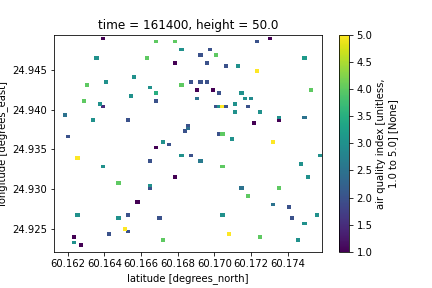 time = 161400, height = 50.0
24.945
24.940
24.935
24.930
24.925
longitude [degrees_east]
60.162 60.164 60.166 60.168 60.170 60.172 60.174
latitude [degrees_north]
5.0
4.5
4.0
3.5
3.0
2.5
2.0
1.5
1.0
air quality index [unitless,
1.0 to 5.0] [None]